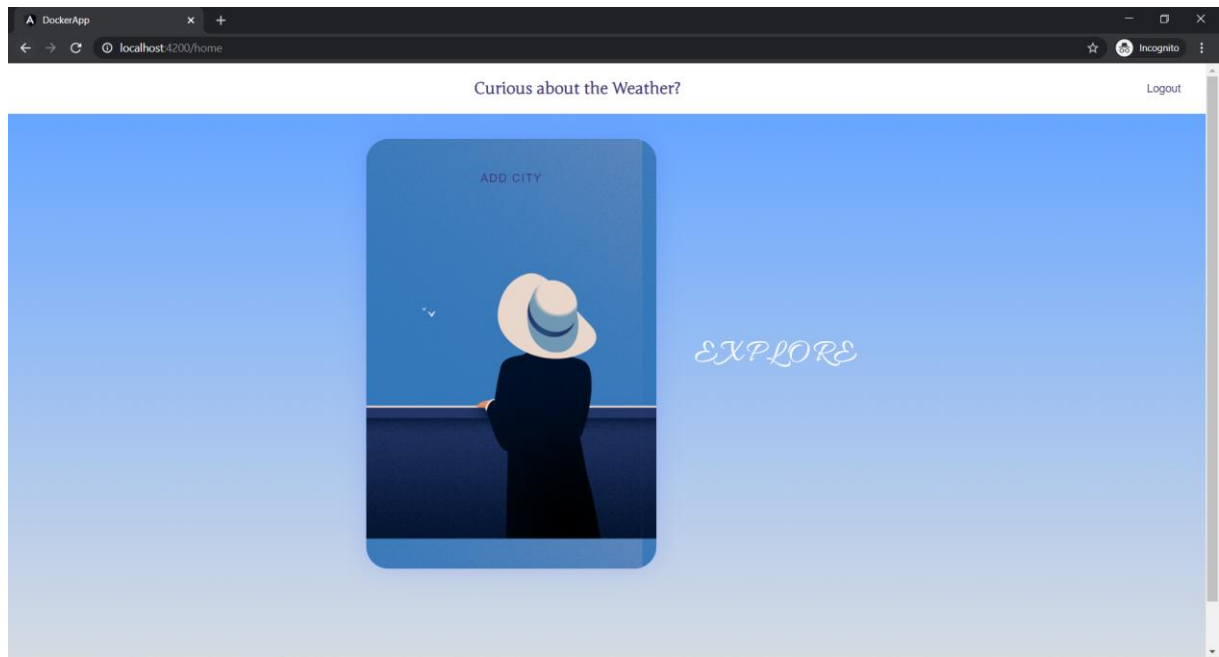 DockerApp
localhost:4200/home
Incognito
Curious about the Weather?
Logout
ADD CITY
EXPLORE